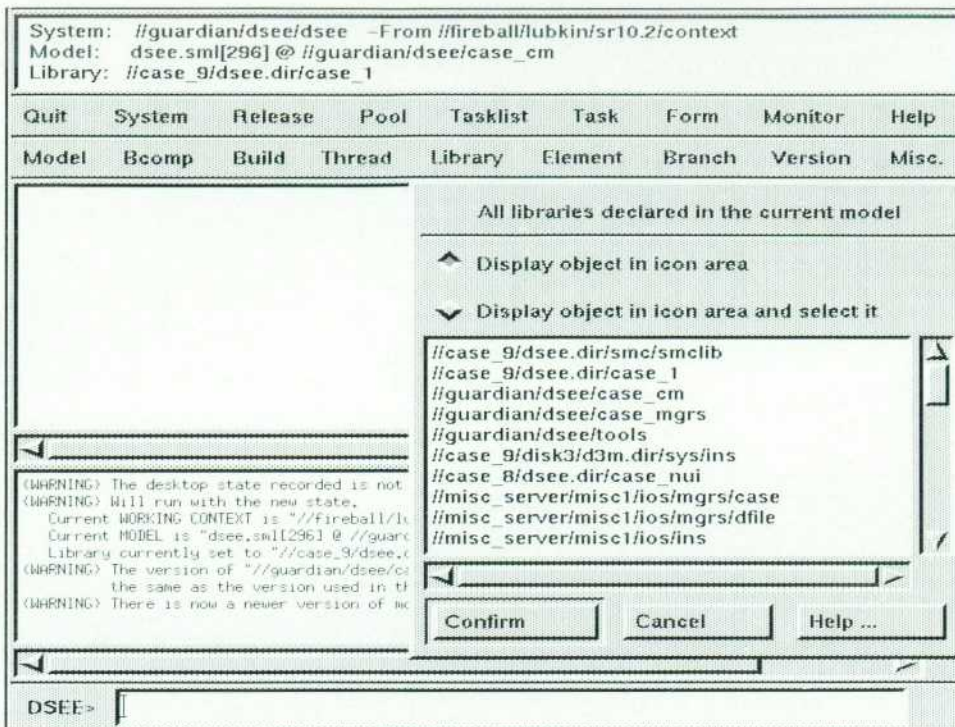 System: //guardian/dsee/dsee -From //fireball/lubkin/sr10.2/context
Model: dsee.sml[296] @ //guardian/dsee/case_cm
Library: //case_9/dsee.dir/case_1
Quit System Release Pool Tasklist Task Form Monitor Help
Model Bcomp Build Thread Library Element Branch Version Misc.
All libraries declared in the current model
Display object in icon area
Display object in icon area and select it
//case_9/dsee.dir/smc/smclib
//case_9/dsee.dir/case_1
//guardian/dsee/case_cm
//guardian/dsee/case_mgrs
//guardian/dsee/tools
//case_9/disk3/d3m.dir/sys/ins
//case_8/dsee.dir/case_nui
//misc_server/misc1/ios/mgrs/case
//misc_server/misc1/ios/mgrs/dfile
//misc_server/misc1/ios/ins
Confirm Cancel Help ...
(WARNING) The desktop state recorded is not
(WARNING) Will run with the new state.
Current WORKING CONTEXT is "//fireball/lu
Current MODEL is "dsee.sml[296] @ //guard
Library currently set to "//case_9/dsee.d
(WARNING) The version of "//guardian/dsee/ca
the same as the version used in th
(WARNING) There is now a newer version of mo
DSEE>